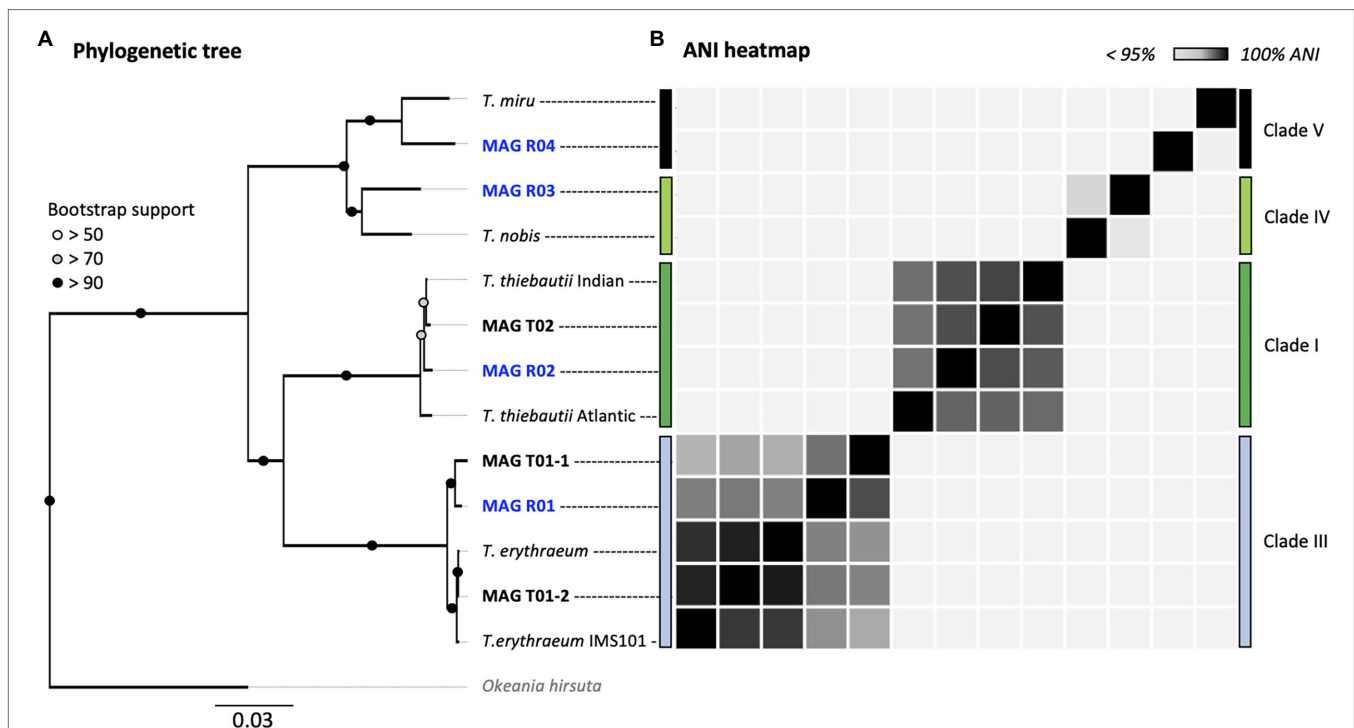 A Phylogenetic tree
B ANI heatmap
< 95% 100% ANI
Bootstrap support
> 50
> 70
> 90
T. miru
MAG R04
MAG R03
T. nobis
T. thiebautii Indian
MAG T02
MAG R02
T. thiebautii Atlantic
MAG T01-1
MAG R01
T. erythraeum
MAG T01-2
T.erythraeum IMS101
Okeania hirsuta
Clade V
Clade IV
Clade I
Clade III
0.03